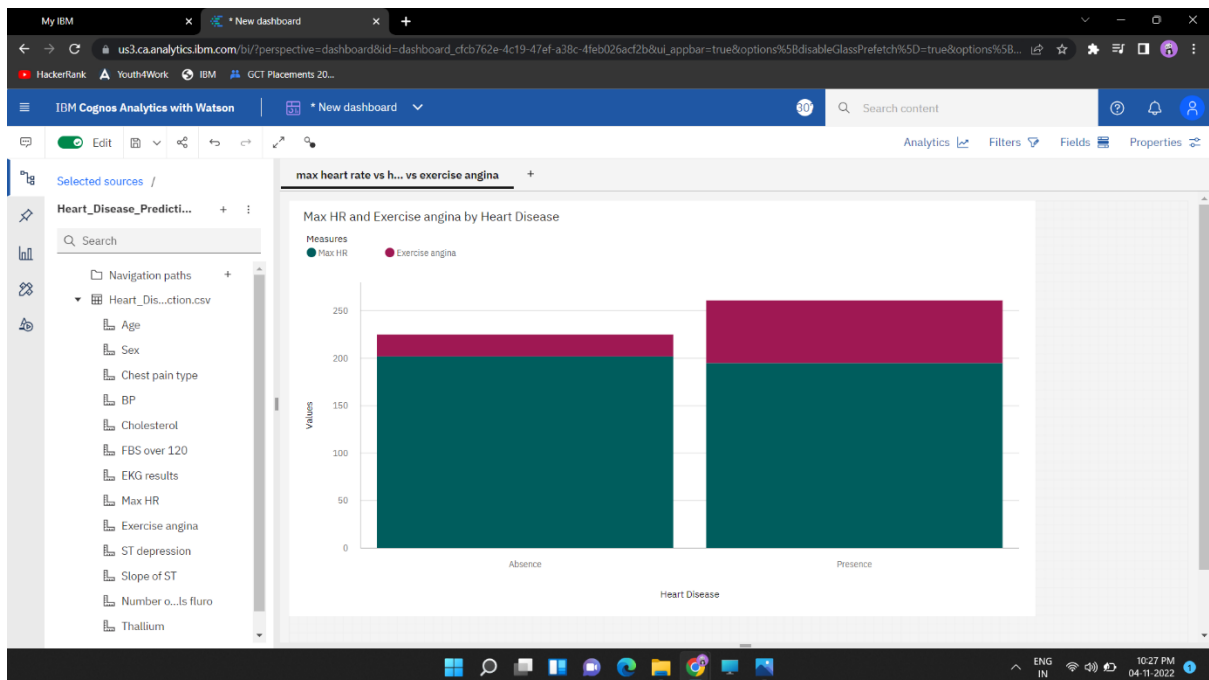 My IBM
* New dashboard
us3.ca.analytics.ibm.com/bi/?perspective=dashboard&id=dashboard_cfcb762e-4c19-47ef-a38c-4feb026acf2b&ui_appbar=true&options%5BdisableGlassPrefetch%5D=true&options%5B...
HackerRank Youth4Work IBM GCT Placements 20...
IBM Cognos Analytics with Watson
* New dashboard
Search content
Edit
Analytics Filters Fields Properties
Selected sources /
max heart rate vs h... vs exercise angina +
Heart_Disease_Predicti... +
Search
Navigation paths +
Heart_Dis...ction.csv
Age
Sex
Chest pain type
BP
Cholesterol
FBS over 120
EKG results
Max HR
Exercise angina
ST depression
Slope of ST
Number o...ls fluro
Thallium
Max HR and Exercise angina by Heart Disease
Measures
Max HR Exercise angina
Values
250
200
150
100
50
0
Absence Presence
Heart Disease
ENG
IN
10:27 PM
04-11-2022
1